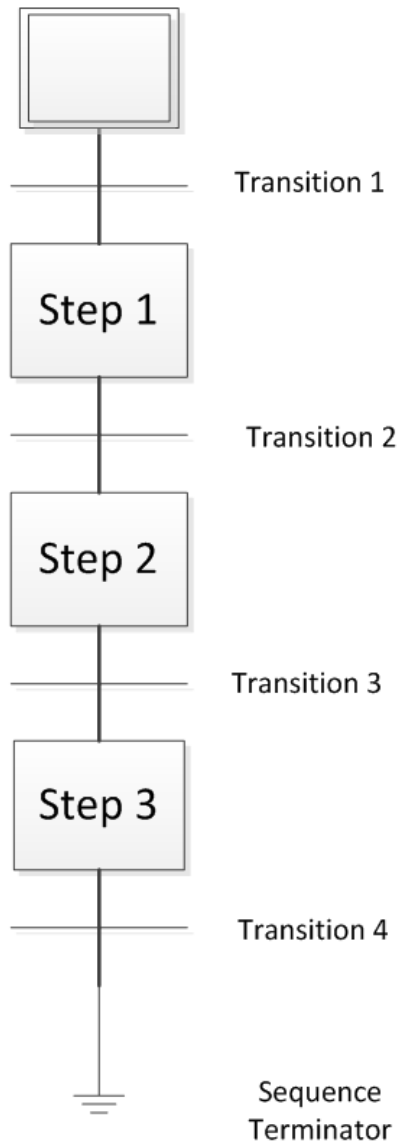 Transition 1
Step 1
Transition 2
Step 2
Transition 3
Step 3
Transition 4
Sequence
Terminator